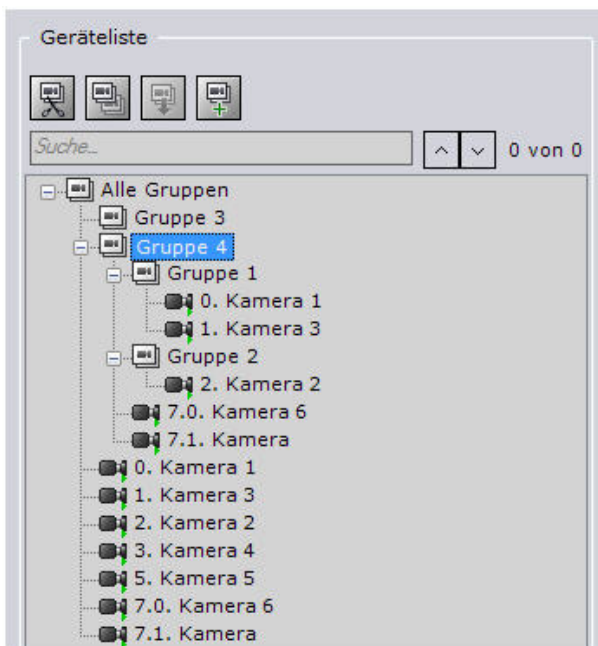 Geräteliste
Suche...
0 von 0
Alle Gruppen
Gruppe 3
Gruppe 4
Gruppe 1
0. Kamera 1
1. Kamera 3
Gruppe 2
2. Kamera 2
7.0. Kamera 6
7.1. Kamera
0. Kamera 1
1. Kamera 3
2. Kamera 2
3. Kamera 4
5. Kamera 5
7.0. Kamera 6
7.1. Kamera